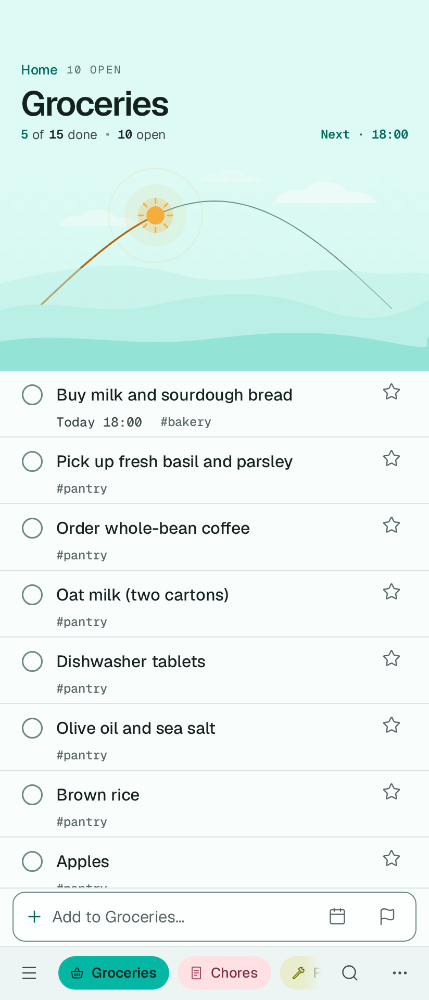 Home 10 OPEN
Groceries
5 of 15 done • 10 open Next · 18:00
Buy milk and sourdough bread
Today 18:00 #bakery
Pick up fresh basil and parsley
#pantry
Order whole-bean coffee
#pantry
Oat milk (two cartons)
#pantry
Dishwasher tablets
#pantry
Olive oil and sea salt
#pantry
Brown rice
#pantry
Apples
#pantry
Add to Groceries…
Groceries Chores